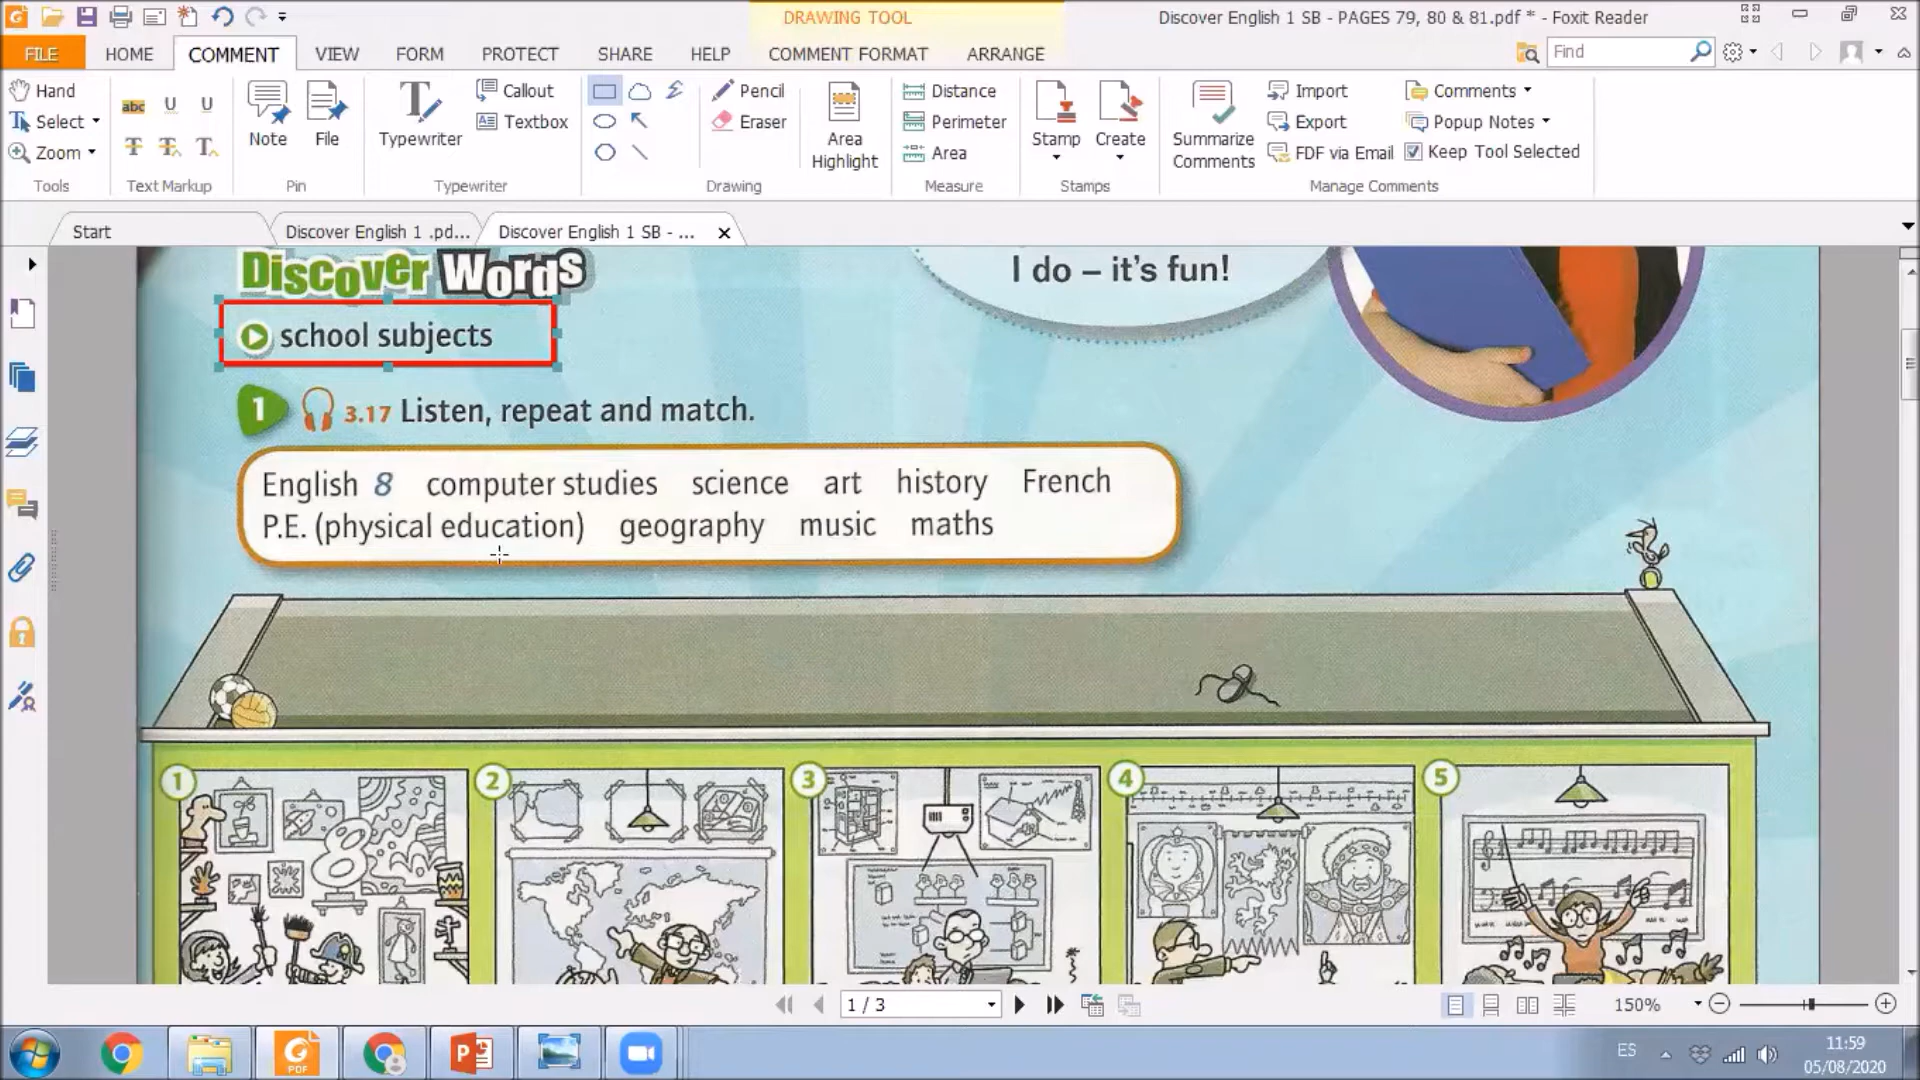 DRAWING TOOL
Discover English 1 SB - PAGES 79, 80 & 81.pdf * - Foxit Reader
FILE HOME COMMENT VIEW FORM PROTECT SHARE HELP COMMENT FORMAT ARRANGE
Find
Hand
Select
Zoom
Tools
abc U U
T T T
Text Markup
Note
File
Pin
Typewriter
Callout
Textbox
Typewriter
Pencil
Eraser
Area
Highlight
Drawing
Distance
Perimeter
Area
Measure
Stamp
Create
Stamps
Summarize
Comments
Import
Export
FDF via Email
Comments
Popup Notes
Keep Tool Selected
Manage Comments
Start
Discover English 1 .pd...
Discover English 1 SB - ...
Discover Words
I do – it's fun!
school subjects
1 3.17 Listen, repeat and match.
English 8 computer studies science art history French
P.E. (physical education) geography music maths
1 2 3 4 5
8
1 / 3
150%
PDF
ES
11:59
05/08/2020